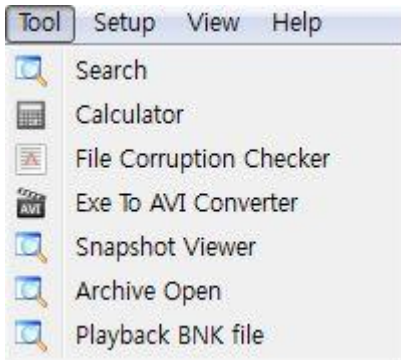 Tool Setup View Help
Search
Calculator
File Corruption Checker
AVI Exe To AVI Converter
Snapshot Viewer
Archive Open
Playback BNK file